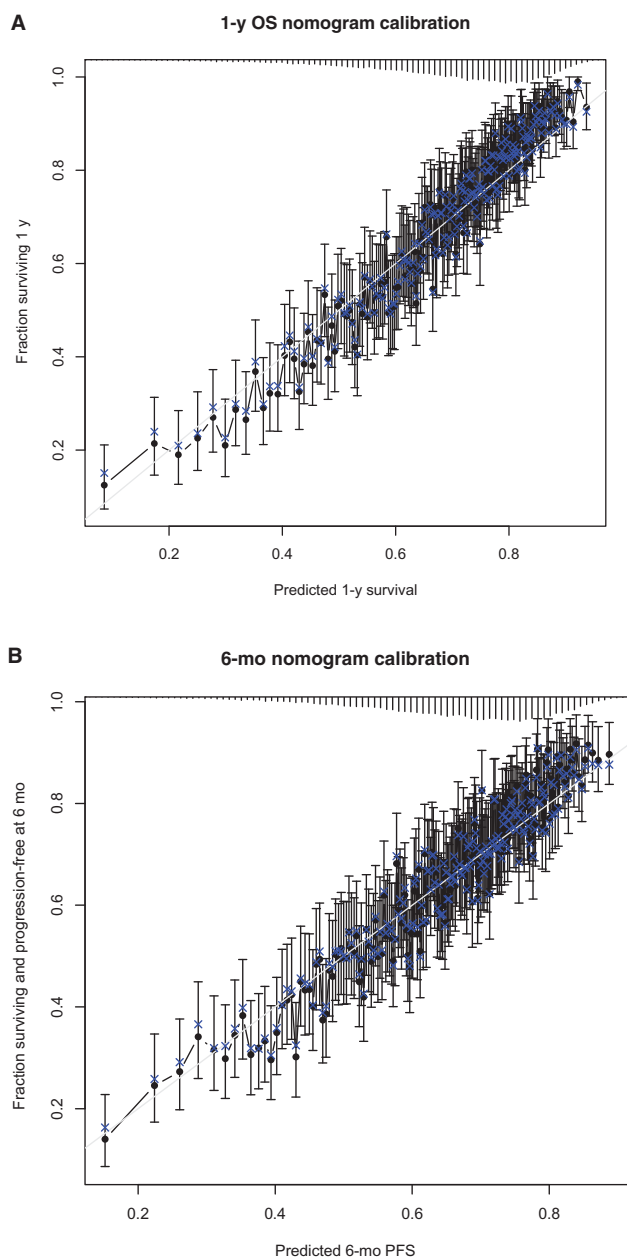 A
1-y OS nomogram calibration
1.0
0.8
0.6
0.4
0.2
Fraction surviving 1 y
0.2 0.4 0.6 0.8
Predicted 1-y survival
B
6-mo nomogram calibration
1.0
0.8
0.6
0.4
0.2
Fraction surviving and progression-free at 6 mo
0.2 0.4 0.6 0.8
Predicted 6-mo PFS